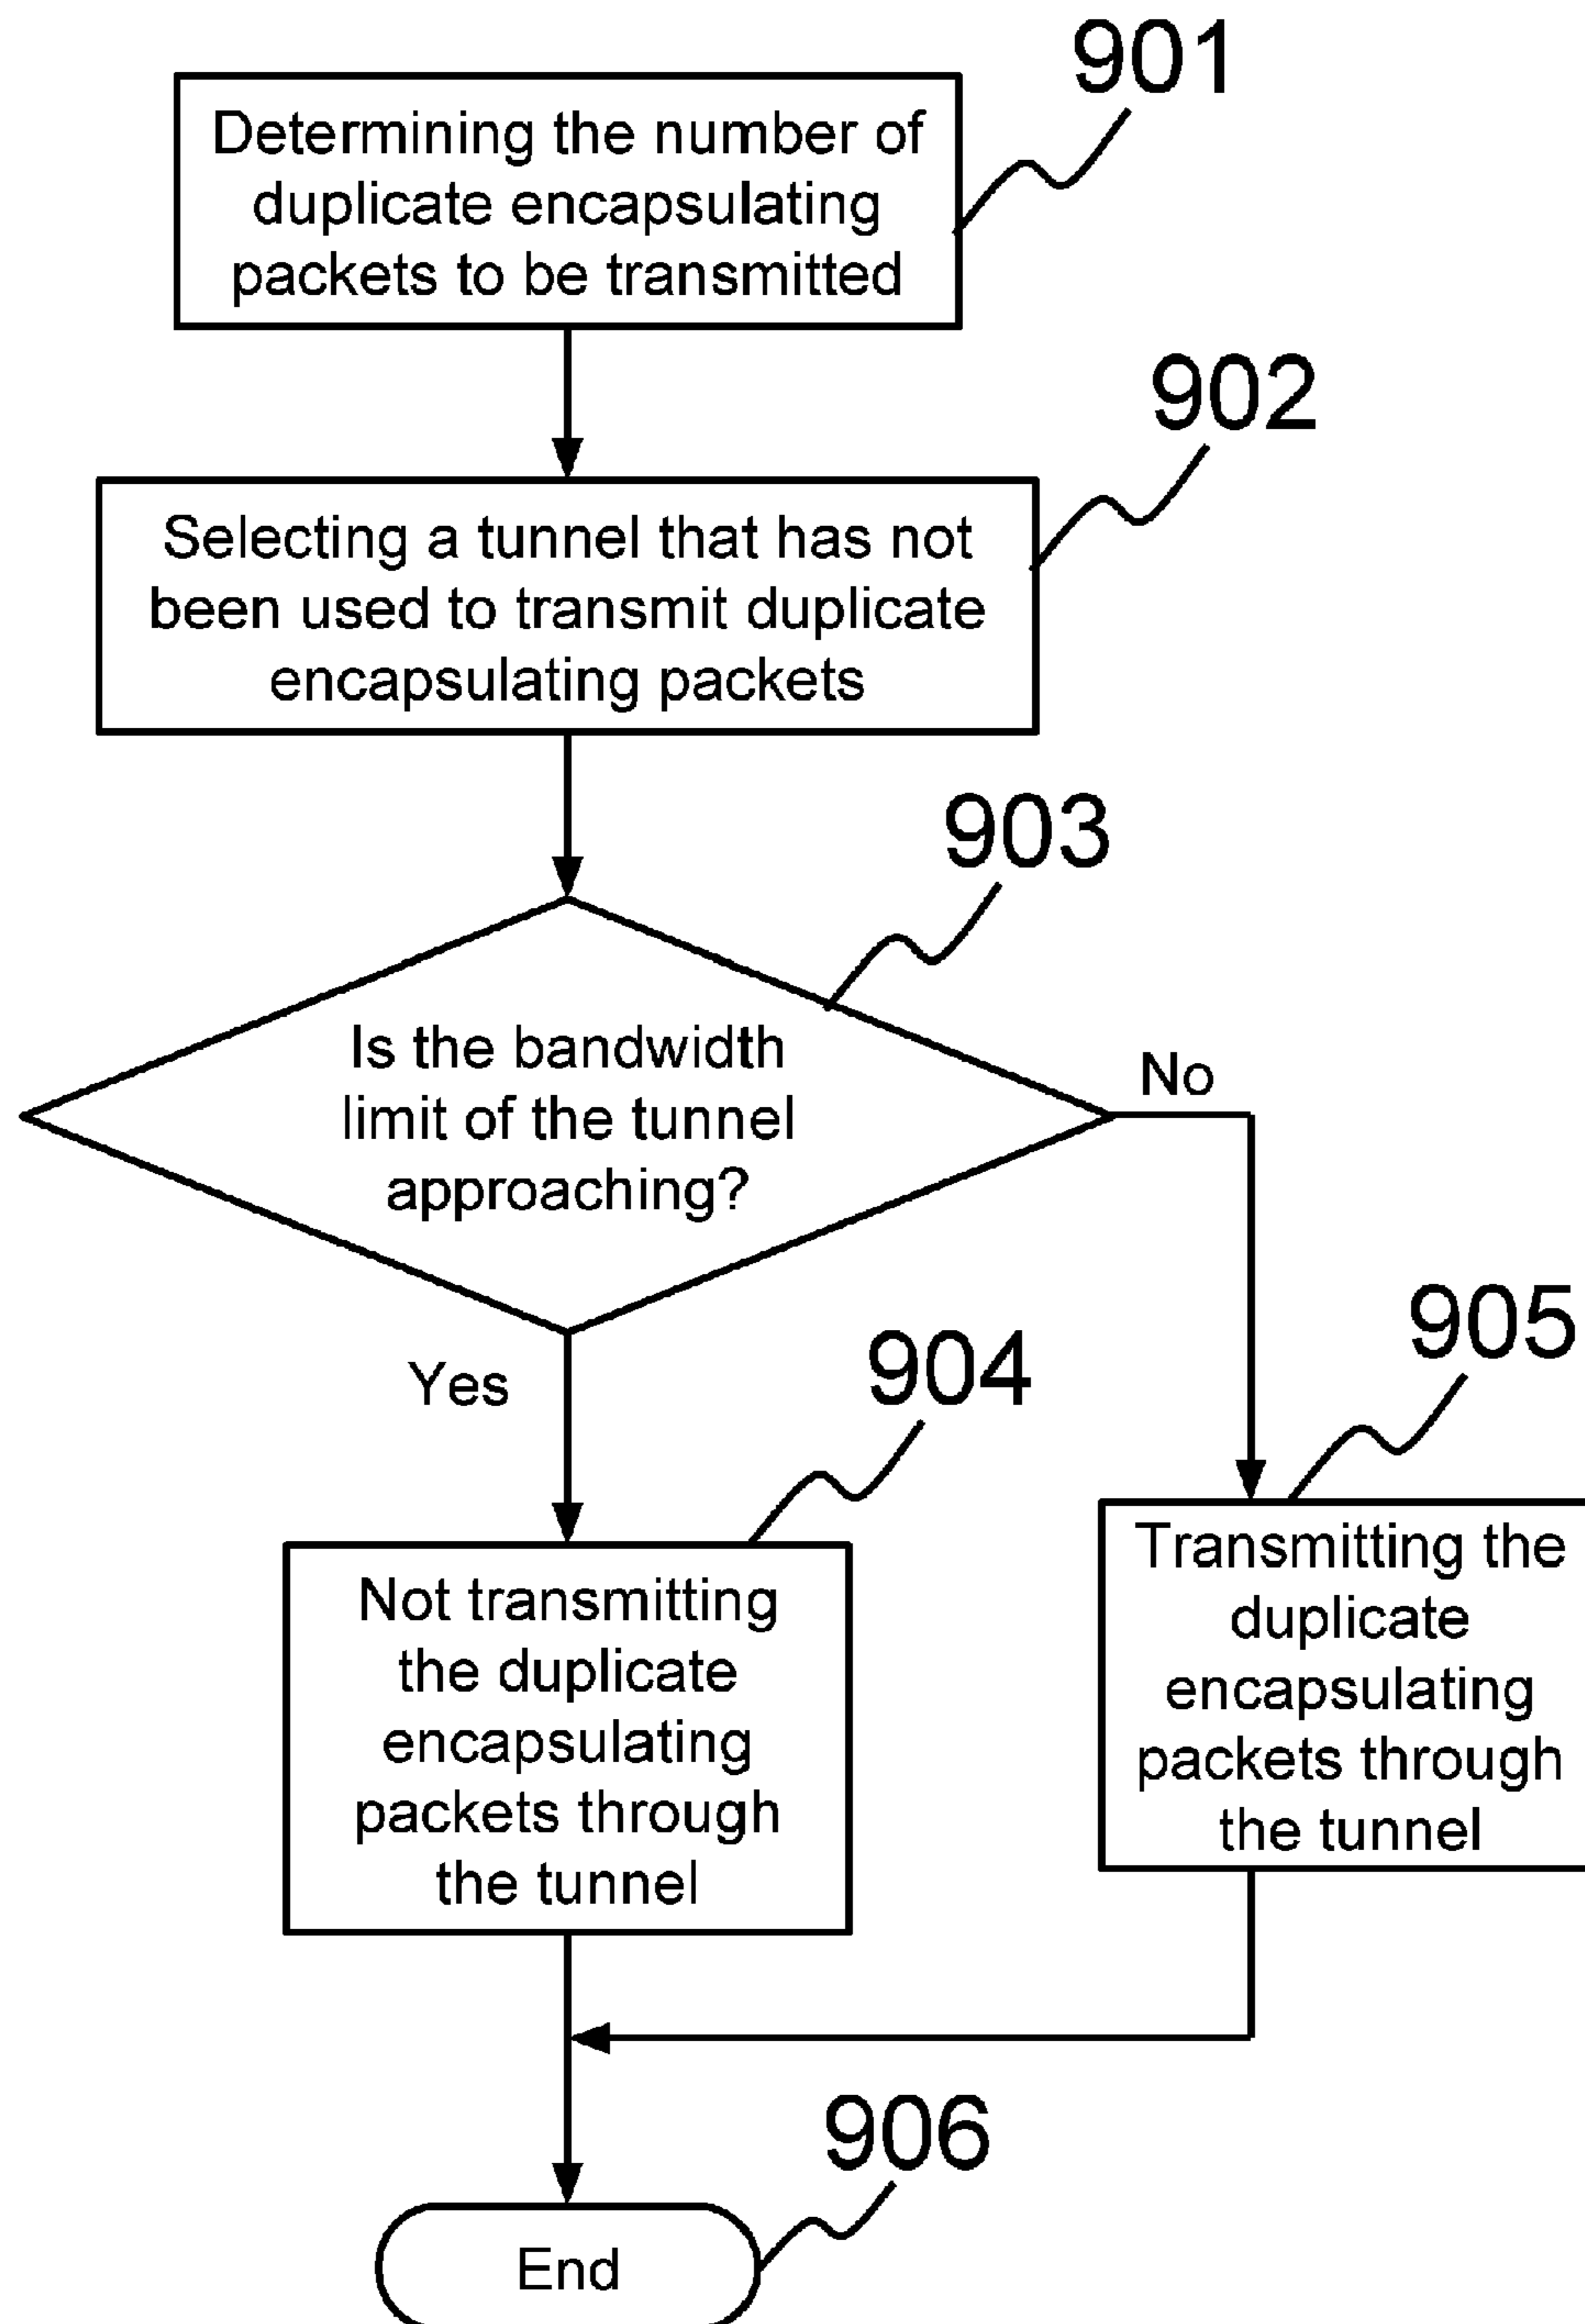 901
Determining the number of
duplicate encapsulating
packets to be transmitted
902
Selecting a tunnel that has not
been used to transmit duplicate
encapsulating packets
903
Is the bandwidth
limit of the tunnel
approaching?
No
Yes
904
Not transmitting
the duplicate
encapsulating
packets through
the tunnel
905
Transmitting the
duplicate
encapsulating
packets through
the tunnel
906
End